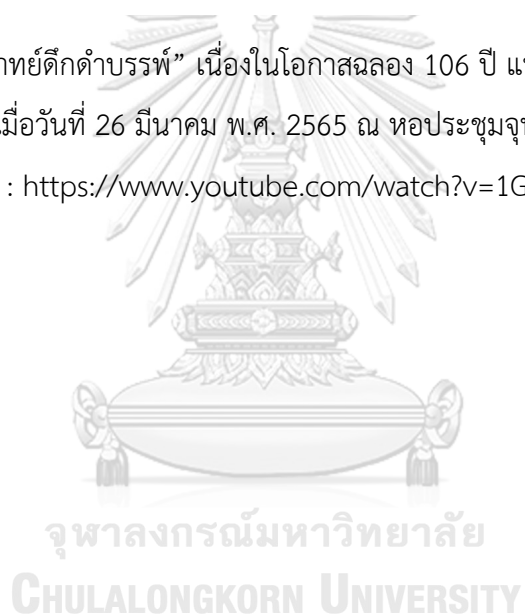 าทย์ดึกดำบรรพ์” เนื่องในโอกาสฉลอง 106 ปี แ
มื่อวันที่ 26 มีนาคม พ.ศ. 2565 ณ หอประชุมจุ
: https://www.youtube.com/watch?v=1G
จุฬาลงกรณ์มหาวิทยาลัย
CHULALONGKORN UNIVERSITY